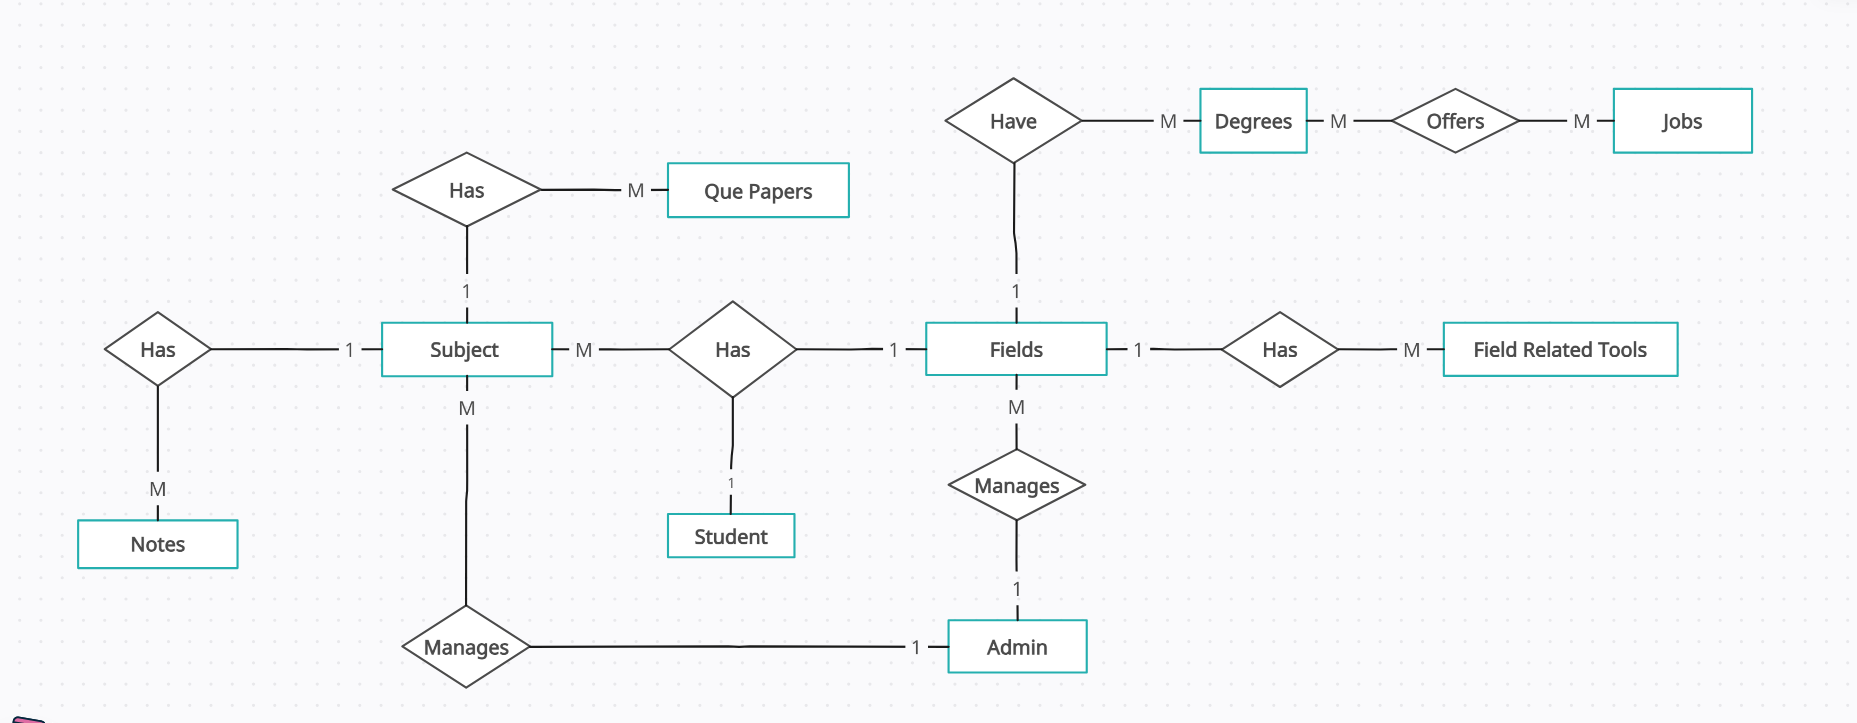 Have
M
Degrees
M
Offers
M
Jobs
Has
M
Que Papers
1
1
Has
1
Subject
M
Has
1
Fields
1
Has
M
Field Related Tools
M
M
M
1
Manages
Notes
Student
1
Manages
1
Admin